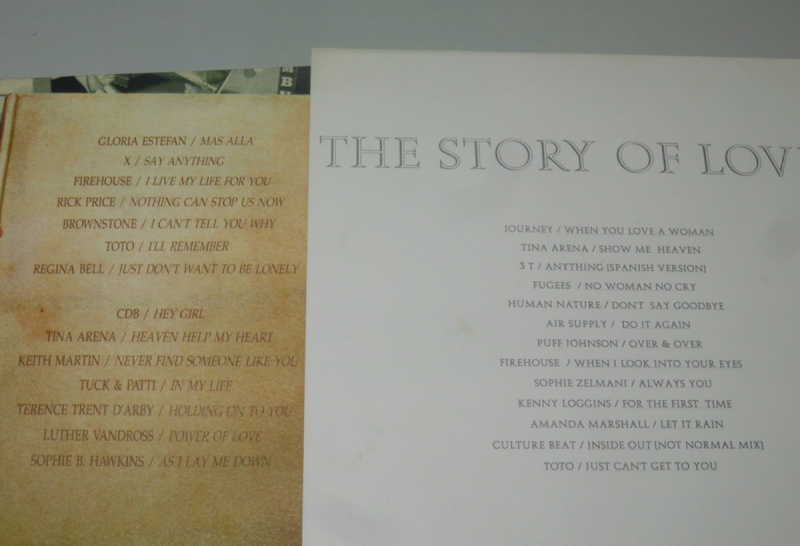 GLORIA ESTEFAN / MAS ALLA
X / SAY ANYTHING
FIREHOUSE / I LIVE MY LIFE FOR YOU
RICK PRICE / NOTHING CAN STOP US NOW
BROWNSTONE / I CAN'T TELL YOU WHY
TOTO / I'LL REMEMBER
REGINA BELL / JUST DON'T WANT TO BE LONELY
CDB / HEY GIRL
TINA ARENA / HEAVEN HELP MY HEART
KEITH MARTIN / NEVER FIND SOMEONE LIKE YOU
TUCK & PATTI / IN MY LIFE
TERENCE TRENT D'ARBY / HOLDING ON TO YOU
LUTHER VANDROSS / POWER OF LOVE
SOPHIE B. HAWKINS / AS I LAY ME DOWN
THE STORY OF LOV
JOURNEY / WHEN YOU LOVE A WOMAN
TINA ARENA / SHOW ME HEAVEN
3 T / ANYTHING (SPANISH VERSION)
FUGEES / NO WOMAN NO CRY
HUMAN NATURE / DON'T SAY GOODBYE
AIR SUPPLY / DO IT AGAIN
PUFF JOHNSON / OVER & OVER
FIREHOUSE / WHEN I LOOK INTO YOUR EYES
SOPHIE ZELMANI / ALWAYS YOU
KENNY LOGGINS / FOR THE FIRST TIME
AMANDA MARSHALL / LET IT RAIN
CULTURE BEAT / INSIDE OUT (NOT NORMAL MIX)
TOTO / JUST CAN'T GET TO YOU